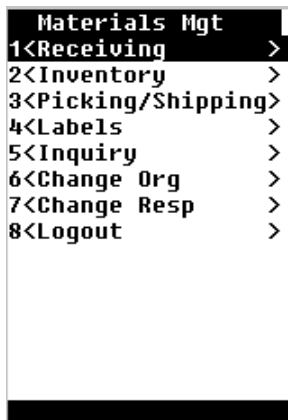 Materials Mgt
1<Receiving >
2<Inventory >
3<Picking/Shipping>
4<Labels >
5<Inquiry >
6<Change Org >
7<Change Resp >
8<Logout >